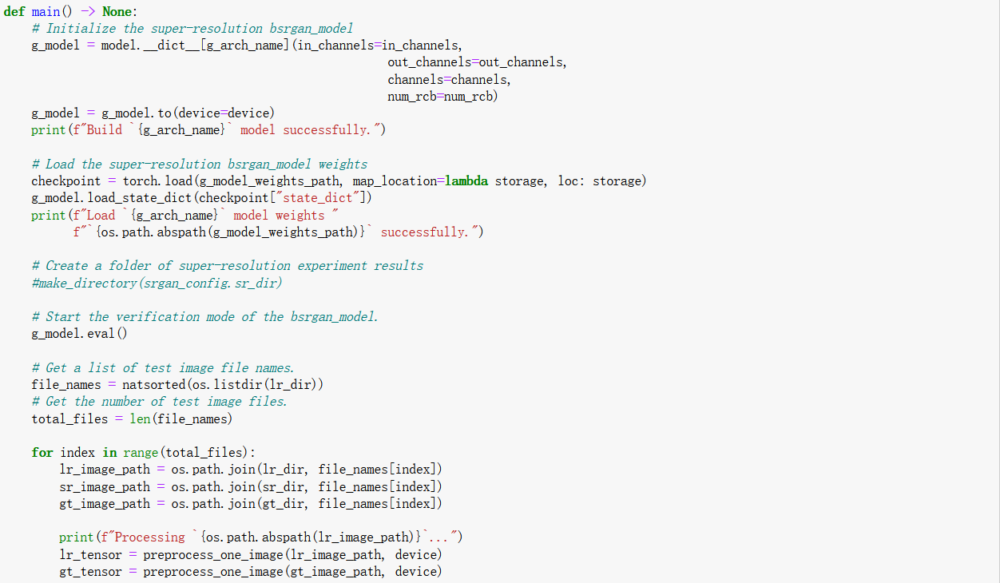 def main() -> None:
    # Initialize the super-resolution bsrgan_model
    g_model = model.__dict__[g_arch_name](in_channels=in_channels,
                                          out_channels=out_channels,
                                          channels=channels,
                                          num_rcb=num_rcb)
    g_model = g_model.to(device=device)
    print(f"Build `{g_arch_name}` model successfully.")

    # Load the super-resolution bsrgan_model weights
    checkpoint = torch.load(g_model_weights_path, map_location=lambda storage, loc: storage)
    g_model.load_state_dict(checkpoint["state_dict"])
    print(f"Load `{g_arch_name}` model weights "
          f"`{os.path.abspath(g_model_weights_path)}` successfully.")

    # Create a folder of super-resolution experiment results
    #make_directory(srgan_config.sr_dir)

    # Start the verification mode of the bsrgan_model.
    g_model.eval()

    # Get a list of test image file names.
    file_names = natsorted(os.listdir(lr_dir))
    # Get the number of test image files.
    total_files = len(file_names)

    for index in range(total_files):
        lr_image_path = os.path.join(lr_dir, file_names[index])
        sr_image_path = os.path.join(sr_dir, file_names[index])
        gt_image_path = os.path.join(gt_dir, file_names[index])

        print(f"Processing `{os.path.abspath(lr_image_path)}`...")
        lr_tensor = preprocess_one_image(lr_image_path, device)
        gt_tensor = preprocess_one_image(gt_image_path, device)